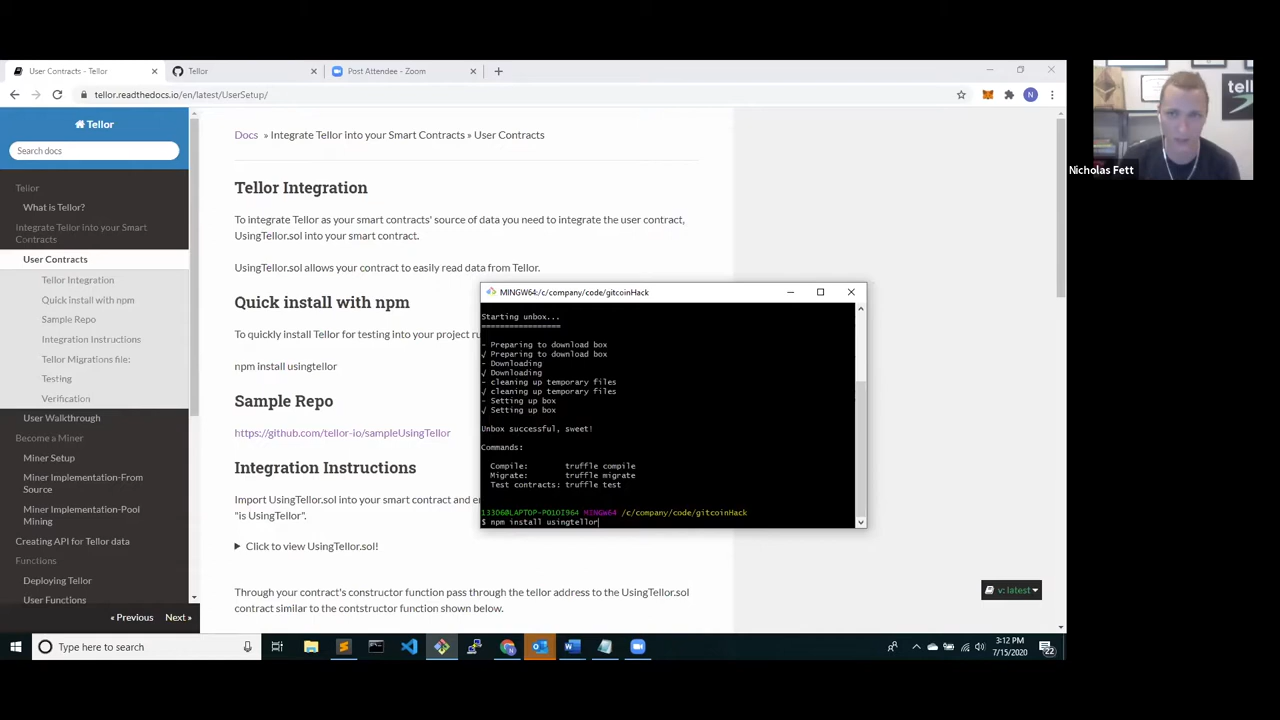 User Contracts - Tellor
Tellor
Post Attendee - Zoom
tellor.readthedocs.io/en/latest/UserSetup/
Tellor
Search docs
Tellor
What is Tellor?
Integrate Tellor into your Smart
Contracts
User Contracts
Tellor Integration
Quick install with npm
Sample Repo
Integration Instructions
Tellor Migrations file:
Testing
Verification
User Walkthrough
Become a Miner
Miner Setup
Miner Implementation-From
Source
Miner Implementation-Pool
Mining
Creating API for Tellor data
Functions
Deploying Tellor
User Functions
« Previous
Next »
Docs » Integrate Tellor into your Smart Contracts » User Contracts
Tellor Integration
To integrate Tellor as your smart contracts' source of data you need to integrate the user contract,
UsingTellor.sol into your smart contract.
UsingTellor.sol allows your contract to easily read data from Tellor.
Quick install with npm
To quickly install Tellor for testing into your project ru
npm install usingtellor
Sample Repo
https://github.com/tellor-io/sampleUsingTellor
Integration Instructions
Import UsingTellor.sol into your smart contract and en
"is UsingTellor".
Click to view UsingTellor.sol!
Through your contract's constructor function pass through the tellor address to the UsingTellor.sol
contract similar to the contstructor function shown below.
MINGW64:/c/company/code/gitcoinHack
Starting unbox...
=================
- Preparing to download box
√ Preparing to download box
- Downloading
√ Downloading
- cleaning up temporary files
√ cleaning up temporary files
- Setting up box
√ Setting up box
Unbox successful, sweet!
Commands:
Compile: truffle compile
Migrate: truffle migrate
Test contracts: truffle test
MINGW64 /c/company/code/gitcoinHack
$ npm install usingtellor
v: latest
Nicholas Fett
tell
Type here to search
3:12 PM
7/15/2020
22
N